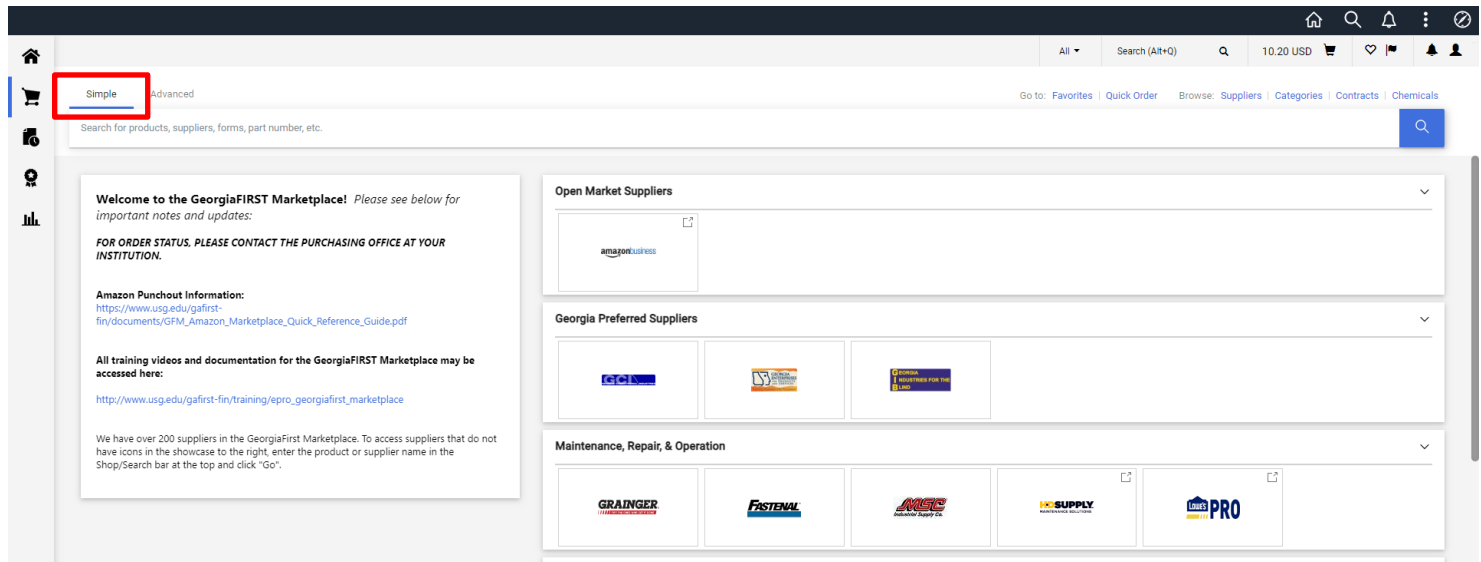 All
Search (Alt+Q)
10.20 USD
Simple
Advanced
Go to: Favorites | Quick Order
Browse: Suppliers | Categories | Contracts | Chemicals
Search for products, suppliers, forms, part number, etc.
Welcome to the GeorgiaFIRST Marketplace! Please see below for
important notes and updates:
FOR ORDER STATUS, PLEASE CONTACT THE PURCHASING OFFICE AT YOUR
INSTITUTION.
Amazon Punchout Information:
https://www.usg.edu/gafirst-
fin/documents/GFM_Amazon_Marketplace_Quick_Reference_Guide.pdf
All training videos and documentation for the GeorgiaFIRST Marketplace may be
accessed here:
http://www.usg.edu/gafirst-fin/training/epro_georgiafirst_marketplace
We have over 200 suppliers in the GeorgiaFirst Marketplace. To access suppliers that do not
have icons in the showcase to the right, enter the product or supplier name in the
Shop/Search bar at the top and click "Go".
Open Market Suppliers
amazonbusiness
Georgia Preferred Suppliers
GCI
GEORGIA
ENTERPRISES
GEORGIA
INDUSTRIES FOR THE
BLIND
Maintenance, Repair, & Operation
GRAINGER
FASTENAL
MSC
Industrial Supply Co.
HD SUPPLY
MAINTENANCE SOLUTIONS
LOWE'S PRO